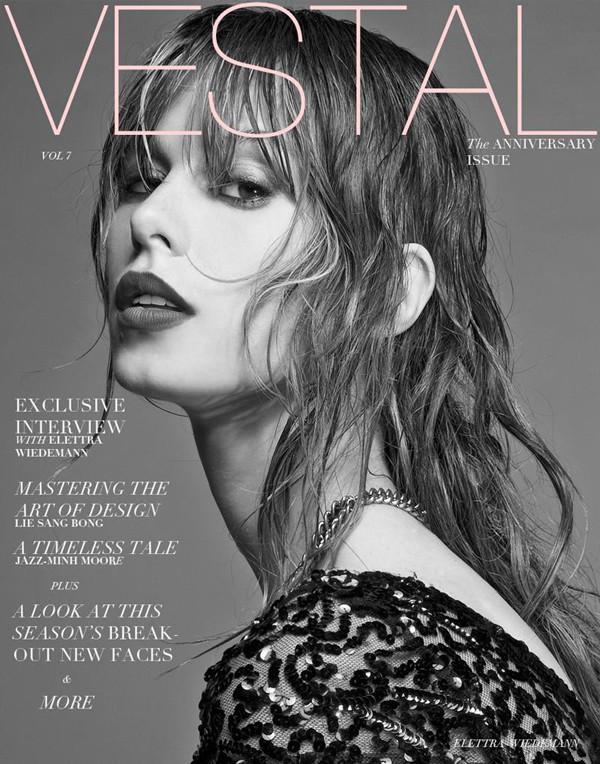 VESTAL
VOL 7
The ANNIVERSARY
ISSUE
EXCLUSIVE
INTERVIEW
WITH ELETTRA
WIEDEMANN
MASTERING THE
ART OF DESIGN
LIE SANG BONG
A TIMELESS TALE
JAZZ-MINH MOORE
PLUS
A LOOK AT THIS
SEASON'S BREAK-
OUT NEW FACES
&
MORE
ELETTRA WIEDEMANN